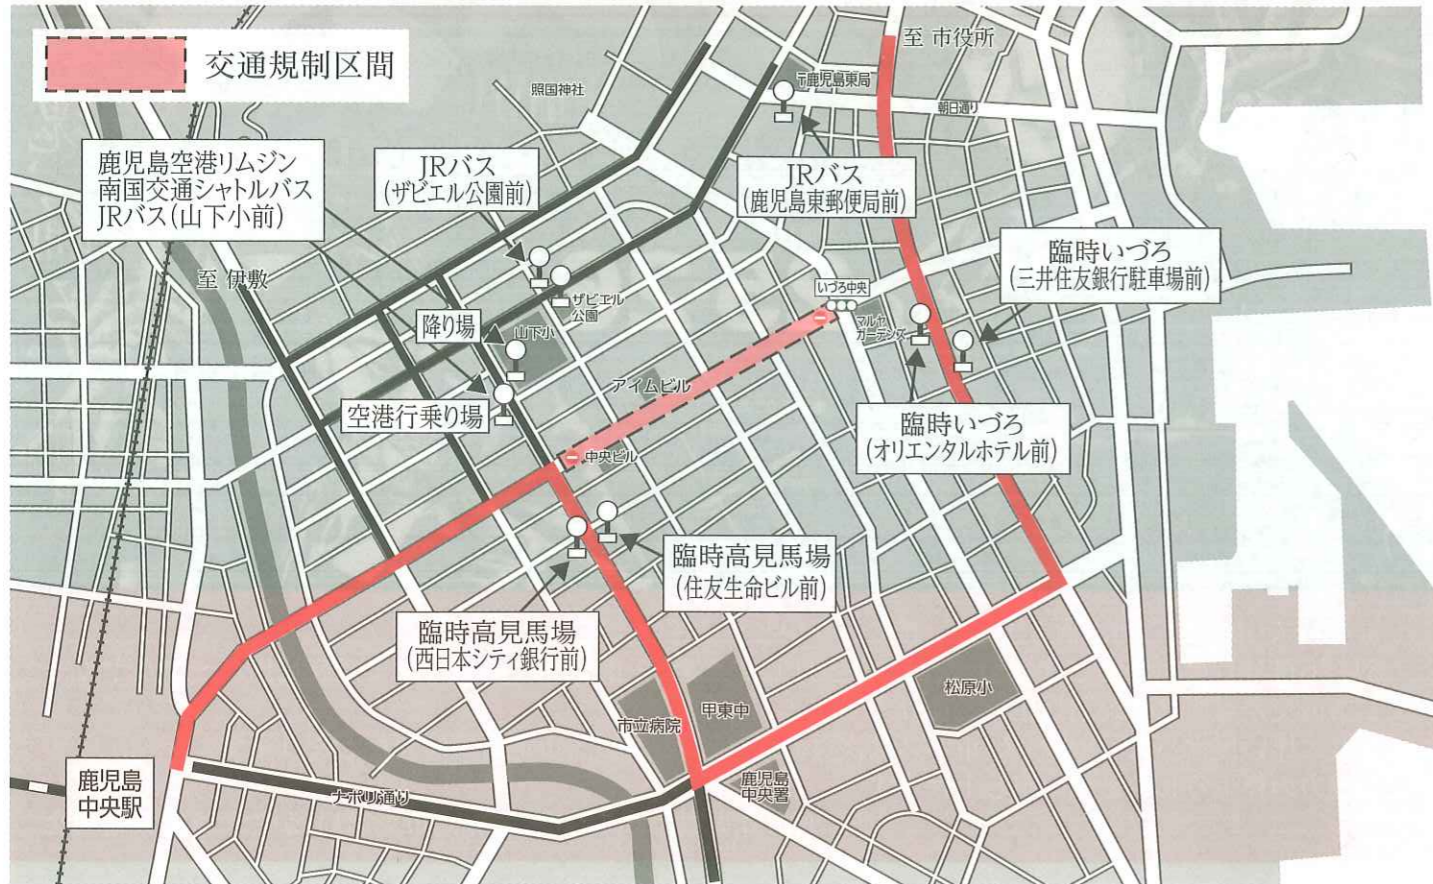 交通規制区間
至 市役所
〒鹿児島東局
朝日通り
照国神社
鹿児島空港リムジン
南国交通シャトルバス
JRバス(山下小前)
JRバス
(ザビエル公園前)
JRバス
(鹿児島東郵便局前)
臨時いづろ
(三井住友銀行駐車場前)
至 伊敷
いづろ中央
ザビエル
公園
マルヤ
ガーデンズ
降り場
山下小
アイムビル
空港行乗り場
臨時いづろ
(オリエンタルホテル前)
中央ビル
臨時高見馬場
(住友生命ビル前)
臨時高見馬場
(西日本シティ銀行前)
松原小
甲東中
市立病院
鹿児島
中央署
鹿児島
中央駅
ナポリ通り